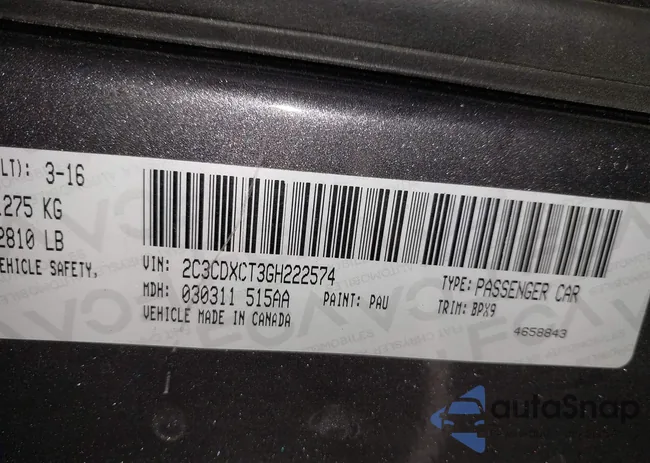 LT): 3-16
1275 KG
2810 LB
EHICLE SAFETY,
VIN: 2C3CDXCT3GH222574
MDH: 030311 515AA PAINT: PAU
VEHICLE MADE IN CANADA
TYPE: PASSENGER CAR
TRIM: BPX9
4658843
autoSnap